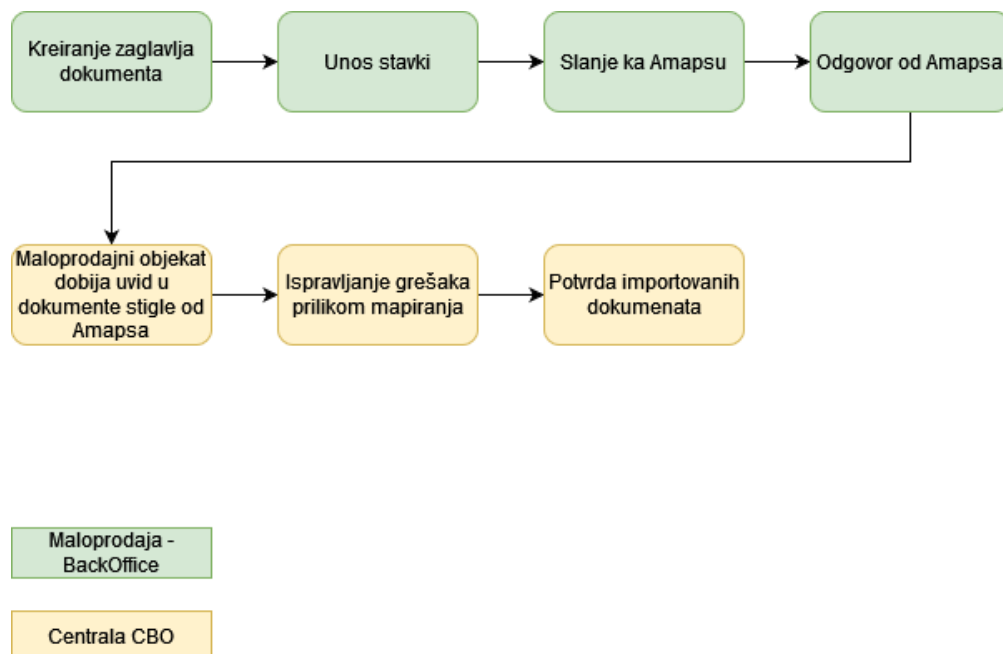 Kreiranje zaglavlja
dokumenta
Unos stavki
Slanje ka Amapsu
Odgovor od Amapsa
Maloprodajni objekat
dobija uvid u
dokumente stigle od
Amapsa
Ispravljanje grešaka
prilikom mapiranja
Potvrda importovanih
dokumenata
Maloprodaja -
BackOffice
Centrala CBO